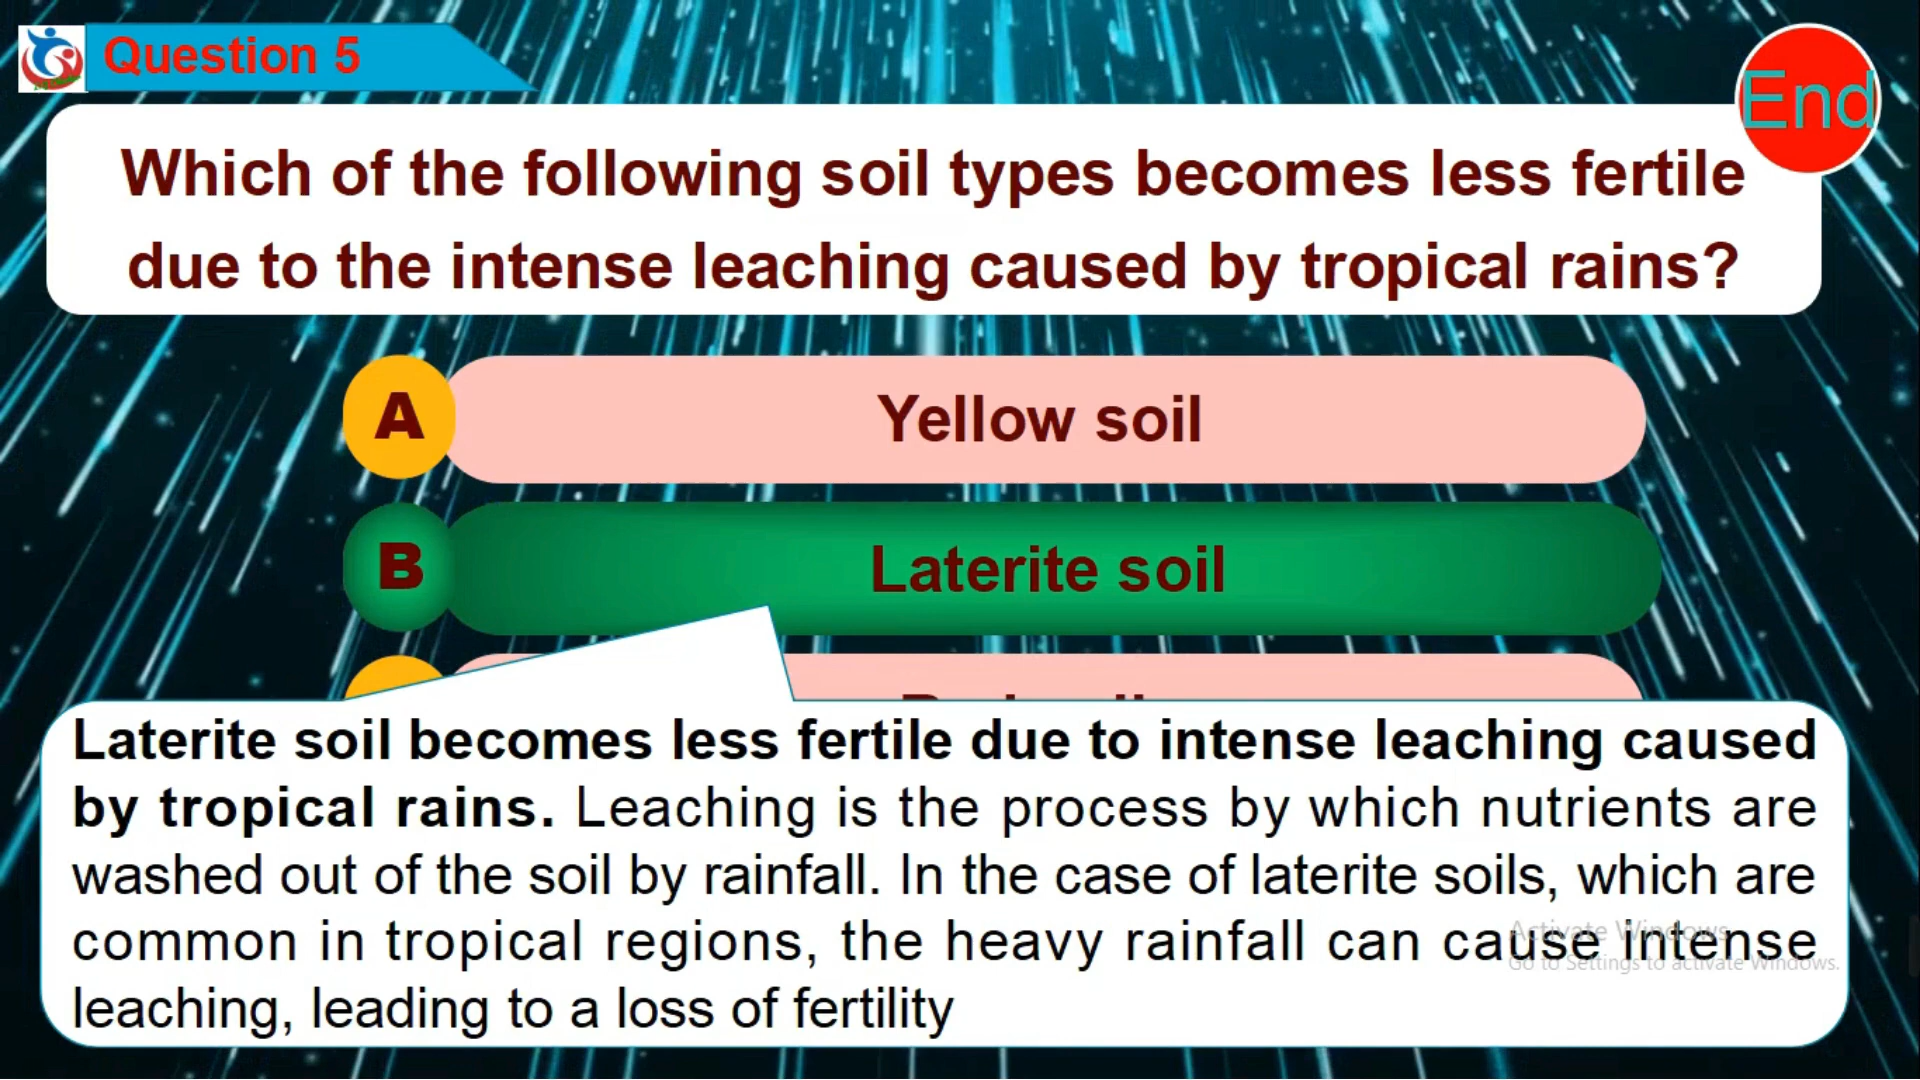 Question 5
End
Which of the following soil types becomes less fertile
due to the intense leaching caused by tropical rains?
A
Yellow soil
B
Laterite soil
Laterite soil becomes less fertile due to intense leaching caused
by tropical rains. Leaching is the process by which nutrients are
washed out of the soil by rainfall. In the case of laterite soils, which are
common in tropical regions, the heavy rainfall can cause intense
leaching, leading to a loss of fertility
Activate Windows
Go to Settings to activate Windows.